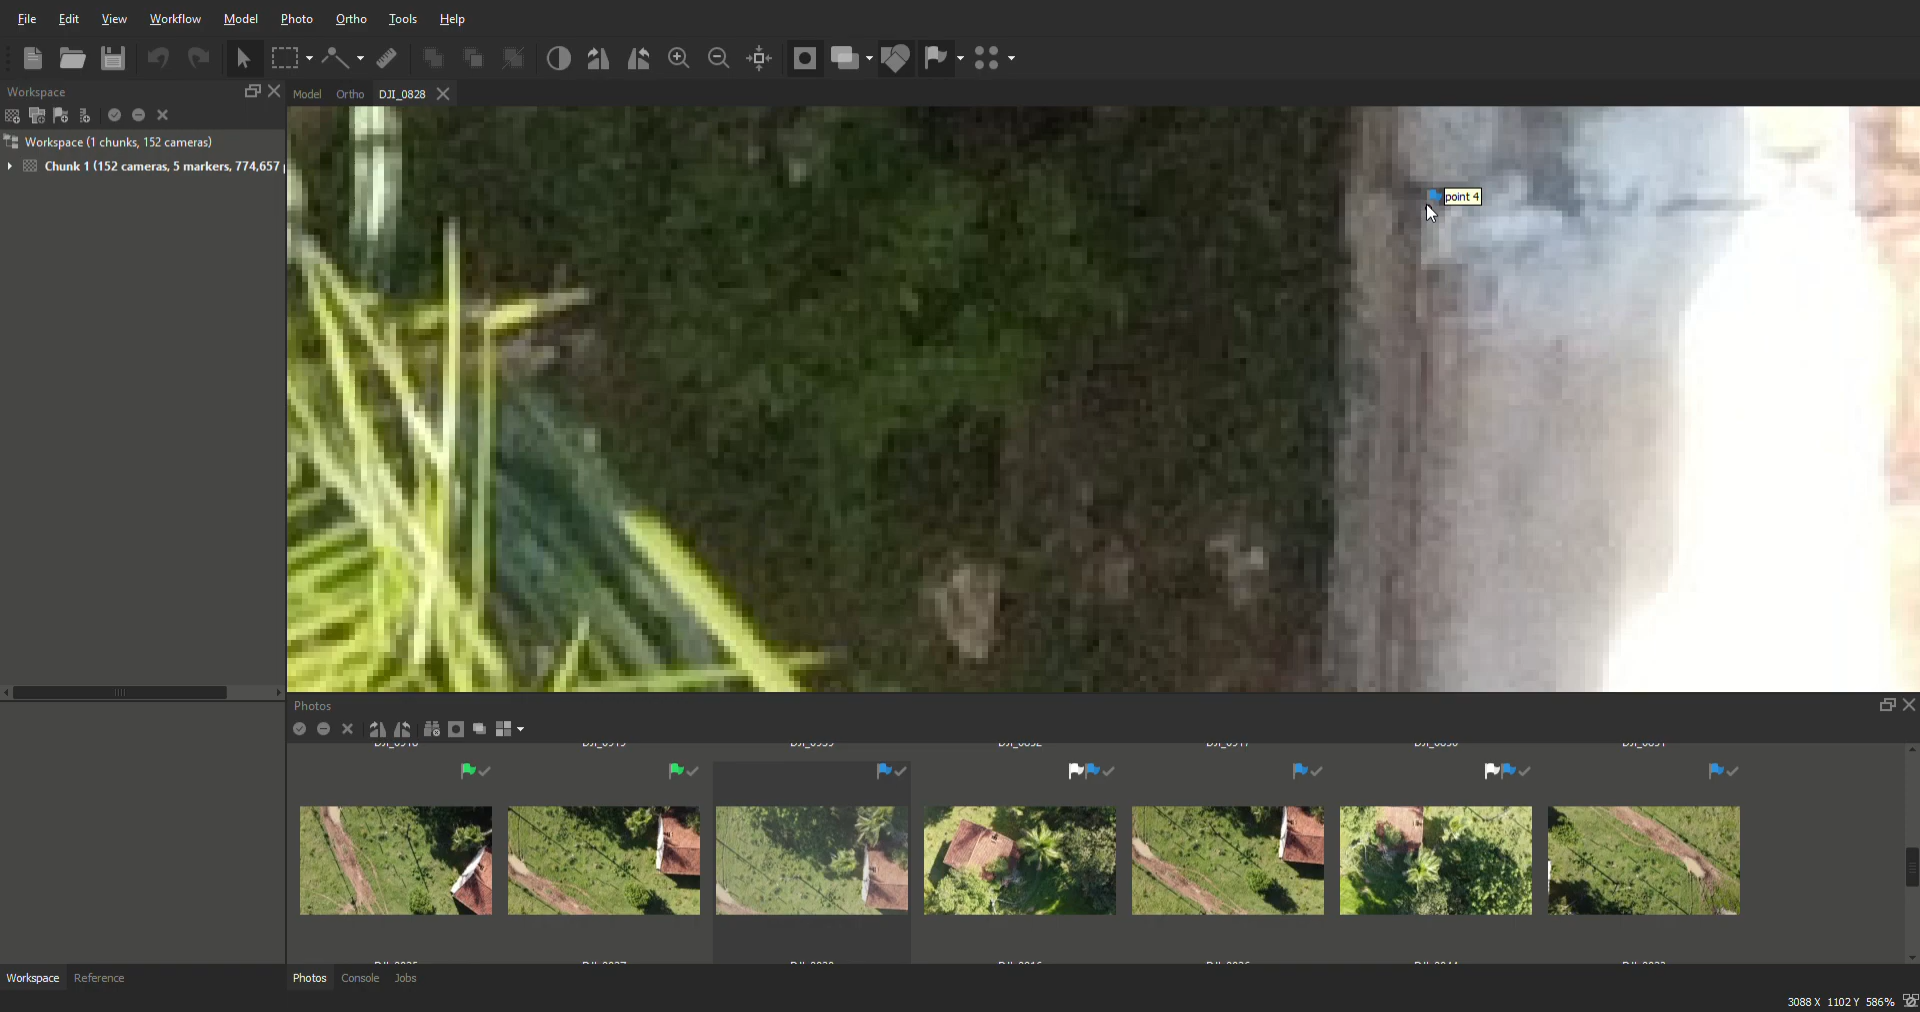 File Edit View Workflow Model Photo Ortho Tools Help
Workspace
Model Ortho DJI_0828
Workspace (1 chunks, 152 cameras)
Chunk 1 (152 cameras, 5 markers, 774,657
point 4
Photos
Workspace Reference
Photos Console Jobs
3088 X 1102 Y 586%